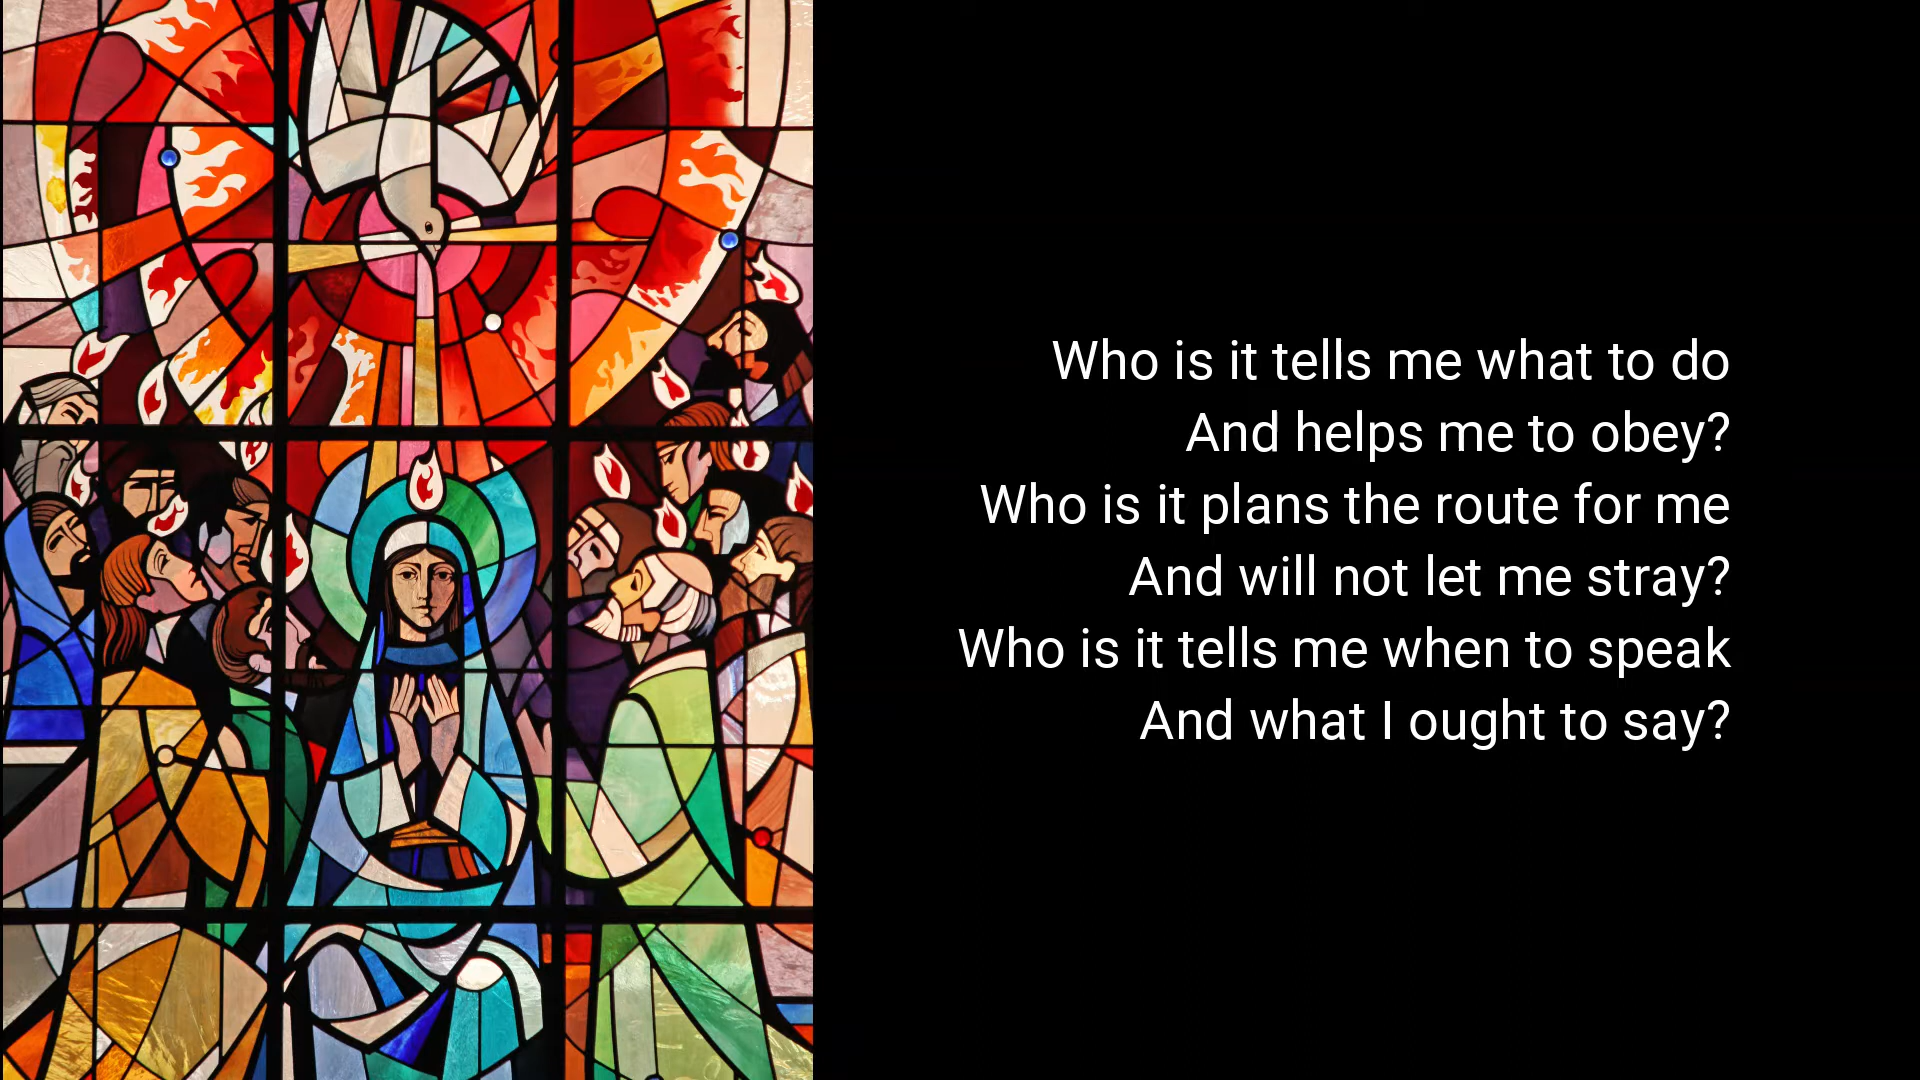 Who is it tells me what to do
And helps me to obey?
Who is it plans the route for me
And will not let me stray?
Who is it tells me when to speak
And what I ought to say?